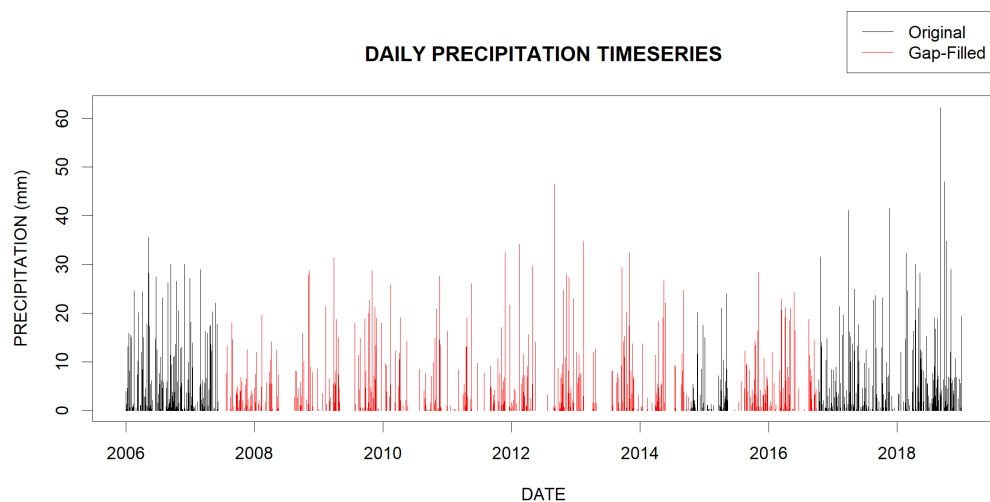 Original
Gap-Filled
DAILY PRECIPITATION TIMESERIES
PRECIPITATION (mm)
60
50
40
30
20
10
0
2006 2008 2010 2012 2014 2016 2018
DATE